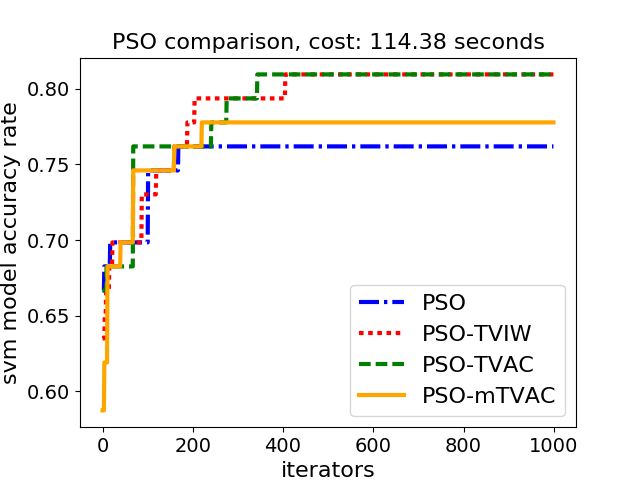 PSO comparison, cost: 114.38 seconds
svm model accuracy rate
0.80
0.75
0.70
0.65
0.60
PSO
PSO-TVIW
PSO-TVAC
PSO-mTVAC
0 200 400 600 800 1000
iterators